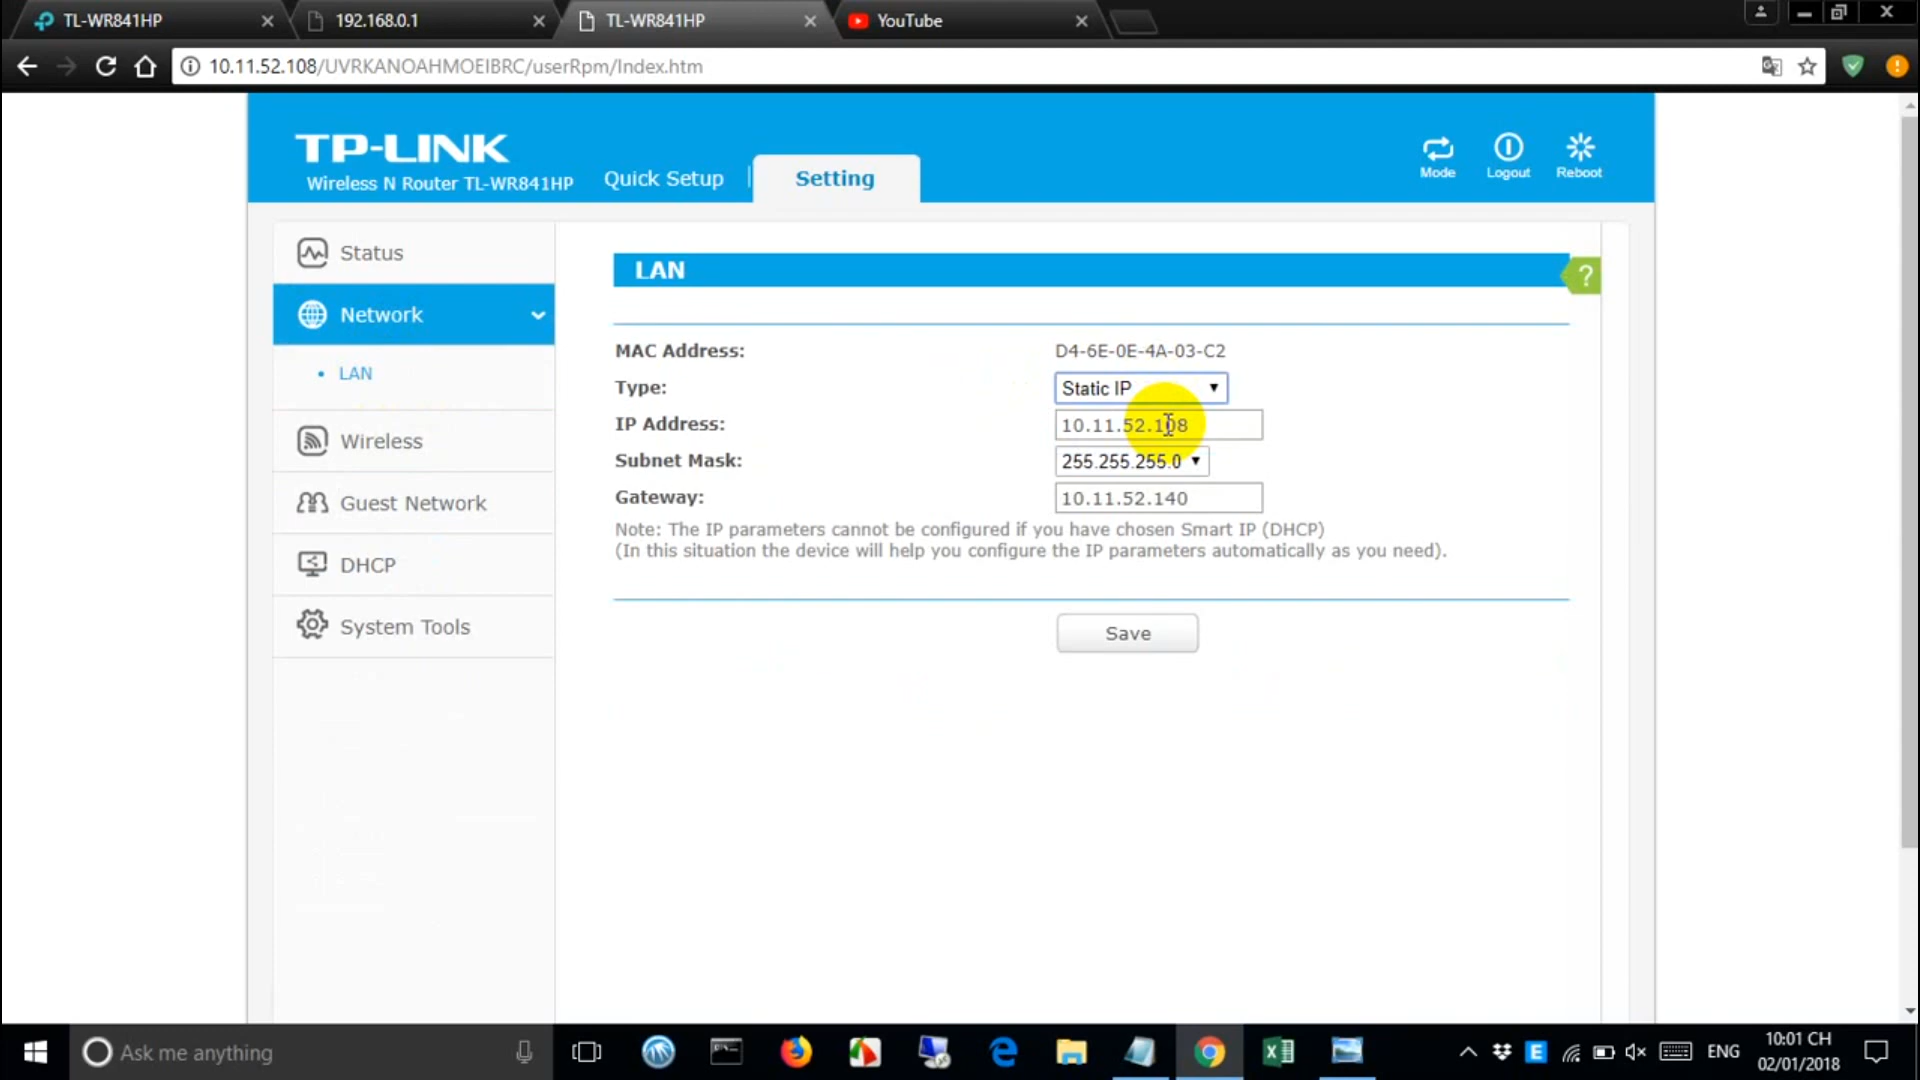 TL-WR841HP
192.168.0.1
TL-WR841HP
YouTube
10.11.52.108/UVRKANOAHMOEIBRC/userRpm/Index.htm
TP-LINK
Wireless N Router TL-WR841HP
Quick Setup
Setting
Mode
Logout
Reboot
Status
Network
LAN
Wireless
Guest Network
DHCP
System Tools
LAN
?
MAC Address: D4-6E-0E-4A-03-C2
Type: Static IP
IP Address: 10.11.52.108
Subnet Mask: 255.255.255.0
Gateway: 10.11.52.140
Note: The IP parameters cannot be configured if you have chosen Smart IP (DHCP)
(In this situation the device will help you configure the IP parameters automatically as you need).
Save
Ask me anything
ENG
10:01 CH
02/01/2018